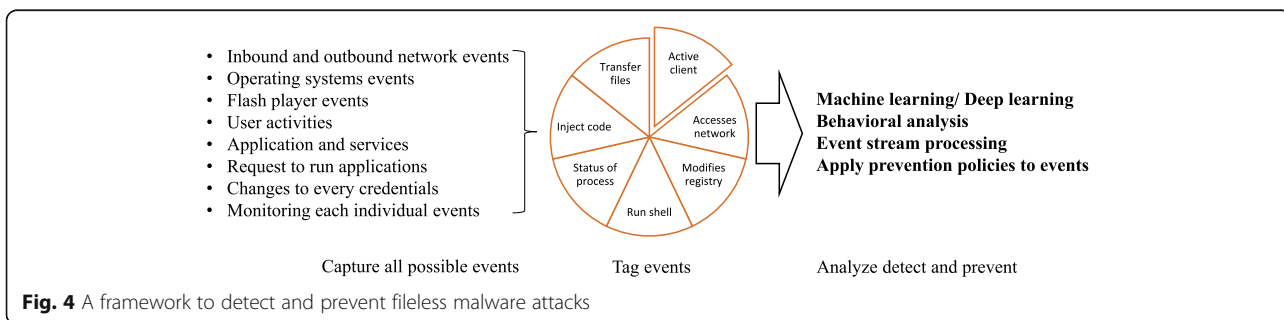 • Inbound and outbound network events
• Operating systems events
• Flash player events
• User activities
• Application and services
• Request to run applications
• Changes to every credentials
• Monitoring each individual events
Capture all possible events
Active
client
Accesses
network
Modifies
registry
Run shell
Status of
process
Inject code
Transfer
files
Tag events
Machine learning/ Deep learning
Behavioral analysis
Event stream processing
Apply prevention policies to events
Analyze detect and prevent
Fig. 4 A framework to detect and prevent fileless malware attacks